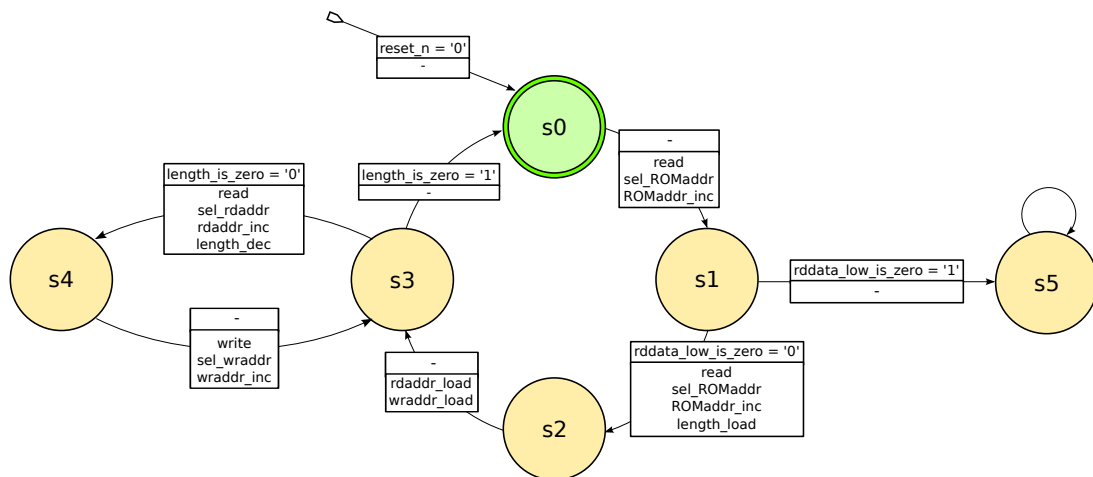 reset_n = '0'
-
s0
-
read
sel_ROMaddr
ROMaddr_inc
length_is_zero = '1'
-
length_is_zero = '0'
read
sel_rdaddr
rdaddr_inc
length_dec
s4
s3
s1
s5
rddata_low_is_zero = '1'
-
-
write
sel_wraddr
wraddr_inc
-
rdaddr_load
wraddr_load
s2
rddata_low_is_zero = '0'
read
sel_ROMaddr
ROMaddr_inc
length_load